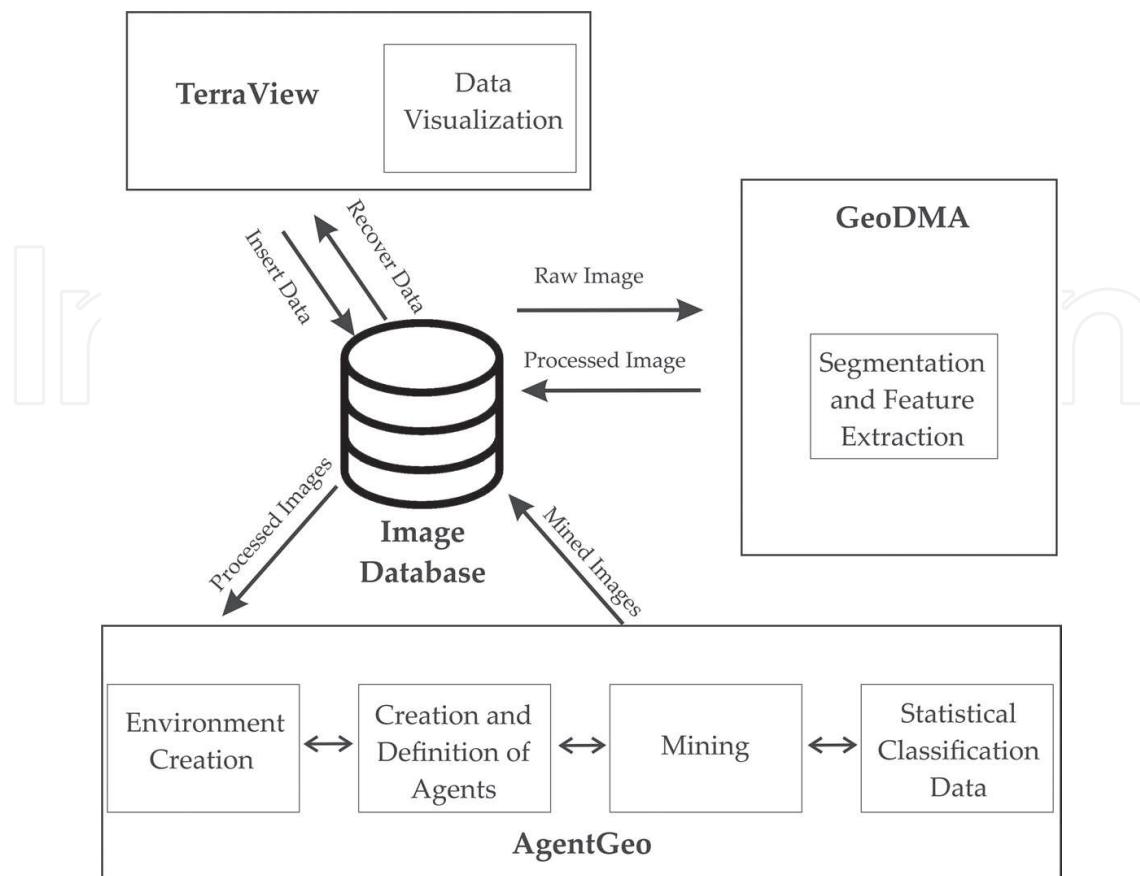 TerraView
Data
Visualization
Insert Data
Recover Data
Raw Image
Processed Image
GeoDMA
Segmentation
and Feature
Extraction
Image
Database
Processed Images
Mined Images
Environment
Creation
Creation and
Definition of
Agents
Mining
Statistical
Classification
Data
AgentGeo